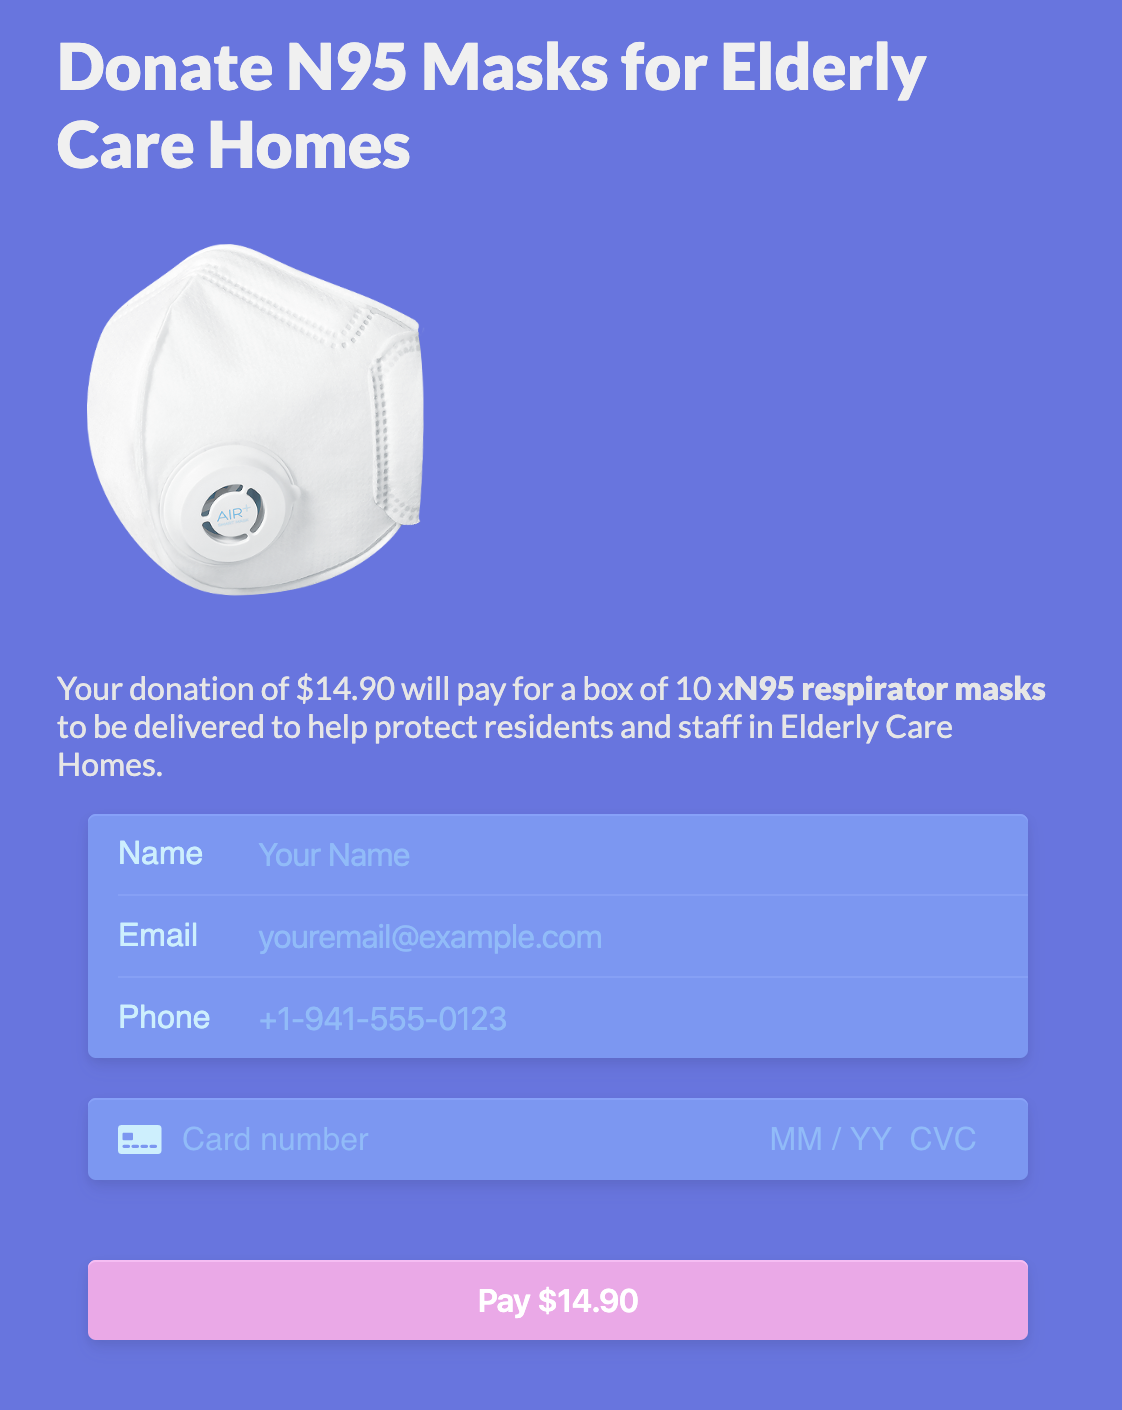 Donate N95 Masks for Elderly
Care Homes
AIR+
Your donation of $14.90 will pay for a box of 10 xN95 respirator masks
to be delivered to help protect residents and staff in Elderly Care
Homes.
Name Your Name
Email youremail@example.com
Phone +1-941-555-0123
Card number MM / YY CVC
Pay $14.90